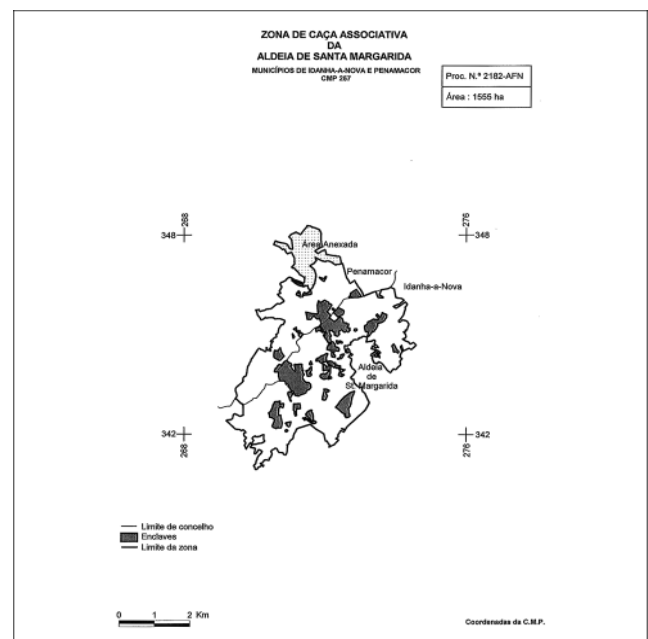 ZONA DE CAÇA ASSOCIATIVA
DA
ALDEIA DE SANTA MARGARIDA
MUNICÍPIOS DE IDANHA-A-NOVA E PENAMACOR
CMP 257
Proc. N.º 2182-AFN
Área : 1555 ha
268
276
348
348
Área Anexada
Penamacor
Idanha-a-Nova
Aldeia
de
St. Margarida
342
342
268
276
Limite de concelho
Enclaves
Limite da zona
0 1 2 Km
Coordenadas da C.M.P.